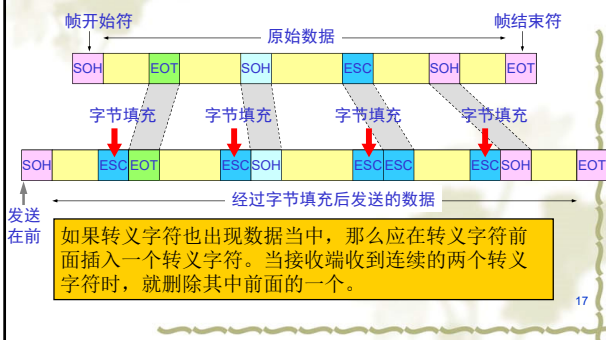 帧开始符 帧结束符
原始数据
SOH EOT SOH ESC SOH EOT
字节填充 字节填充 字节填充 字节填充
SOH ESC EOT ESC SOH ESC ESC ESC SOH EOT
经过字节填充后发送的数据
发送
在前
如果转义字符也出现数据当中，那么应在转义字符前
面插入一个转义字符。当接收端收到连续的两个转义
字符时，就删除其中前面的一个。
17